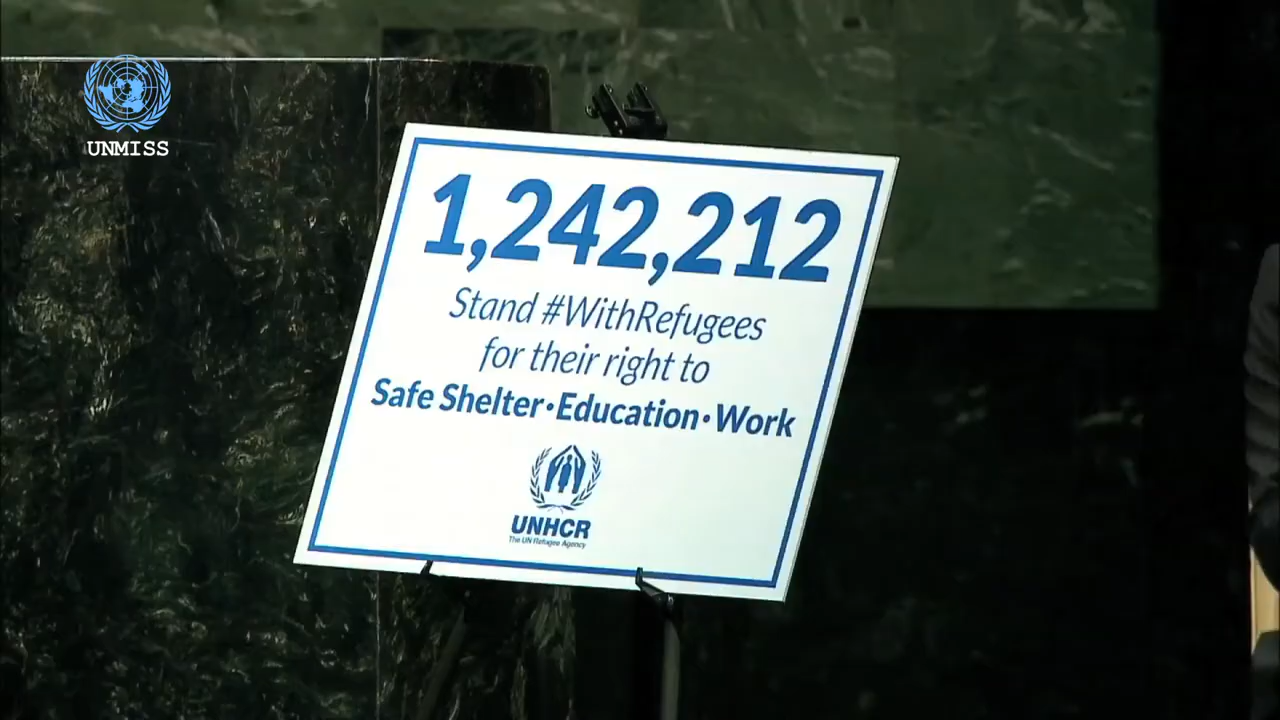 UNMISS
1,242,212
Stand #WithRefugees
for their right to
Safe Shelter·Education·Work
UNHCR
The UN Refugee Agency